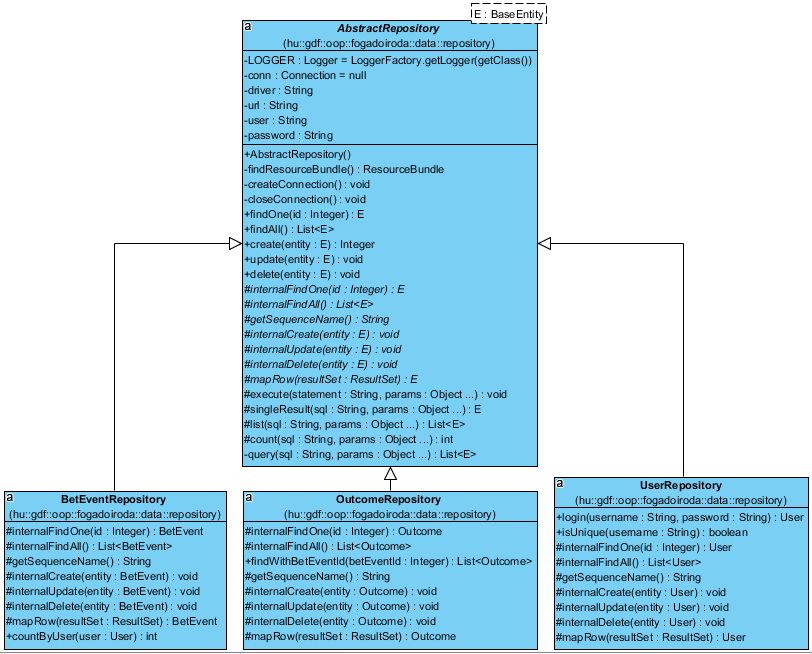 E : BaseEntity
a
AbstractRepository
(hu::gdf::oop::fogadoiroda::data::repository)
-LOGGER : Logger = LoggerFactory.getLogger(getClass())
-conn : Connection = null
-driver : String
-url : String
-user : String
-password : String
+AbstractRepository()
-findResourceBundle() : ResourceBundle
-createConnection() : void
-closeConnection() : void
+findOne(id : Integer) : E
+findAll() : List<E>
+create(entity : E) : Integer
+update(entity : E) : void
+delete(entity : E) : void
#internalFindOne(id : Integer) : E
#internalFindAll() : List<E>
#getSequenceName() : String
#internalCreate(entity : E) : void
#internalUpdate(entity : E) : void
#internalDelete(entity : E) : void
#mapRow(resultSet : ResultSet) : E
#execute(statement : String, params : Object ...) : void
#singleResult(sql : String, params : Object ...) : E
#list(sql : String, params : Object ...) : List<E>
#count(sql : String, params : Object ...) : int
-query(sql : String, params : Object ...) : List<E>
a
BetEventRepository
(hu::gdf::oop::fogadoiroda::data::repository)
#internalFindOne(id : Integer) : BetEvent
#internalFindAll() : List<BetEvent>
#getSequenceName() : String
#internalCreate(entity : BetEvent) : void
#internalUpdate(entity : BetEvent) : void
#internalDelete(entity : BetEvent) : void
#mapRow(resultSet : ResultSet) : BetEvent
+countByUser(user : User) : int
a
OutcomeRepository
(hu::gdf::oop::fogadoiroda::data::repository)
#internalFindOne(id : Integer) : Outcome
#internalFindAll() : List<Outcome>
+findWithBetEventId(betEventId : Integer) : List<Outcome>
#getSequenceName() : String
#internalCreate(entity : Outcome) : void
#internalUpdate(entity : Outcome) : void
#internalDelete(entity : Outcome) : void
#mapRow(resultSet : ResultSet) : Outcome
a
UserRepository
(hu::gdf::oop::fogadoiroda::data::repository)
+login(username : String, password : String) : User
+isUnique(username : String) : boolean
#internalFindOne(id : Integer) : User
#internalFindAll() : List<User>
#getSequenceName() : String
#internalCreate(entity : User) : void
#internalUpdate(entity : User) : void
#internalDelete(entity : User) : void
#mapRow(resultSet : ResultSet) : User